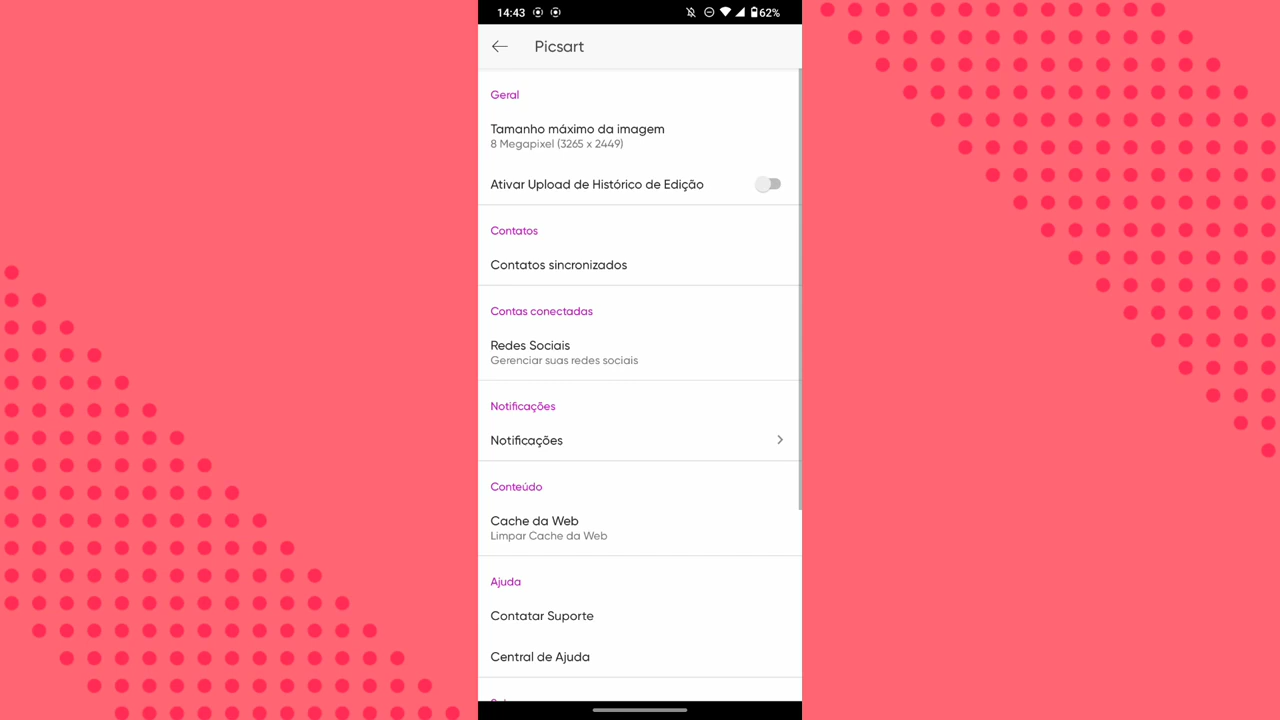 14:43 62%
Picsart
Geral
Tamanho máximo da imagem
8 Megapixel (3265 x 2449)
Ativar Upload de Histórico de Edição
Contatos
Contatos sincronizados
Contas conectadas
Redes Sociais
Gerenciar suas redes sociais
Notificações
Notificações
Conteúdo
Cache da Web
Limpar Cache da Web
Ajuda
Contatar Suporte
Central de Ajuda